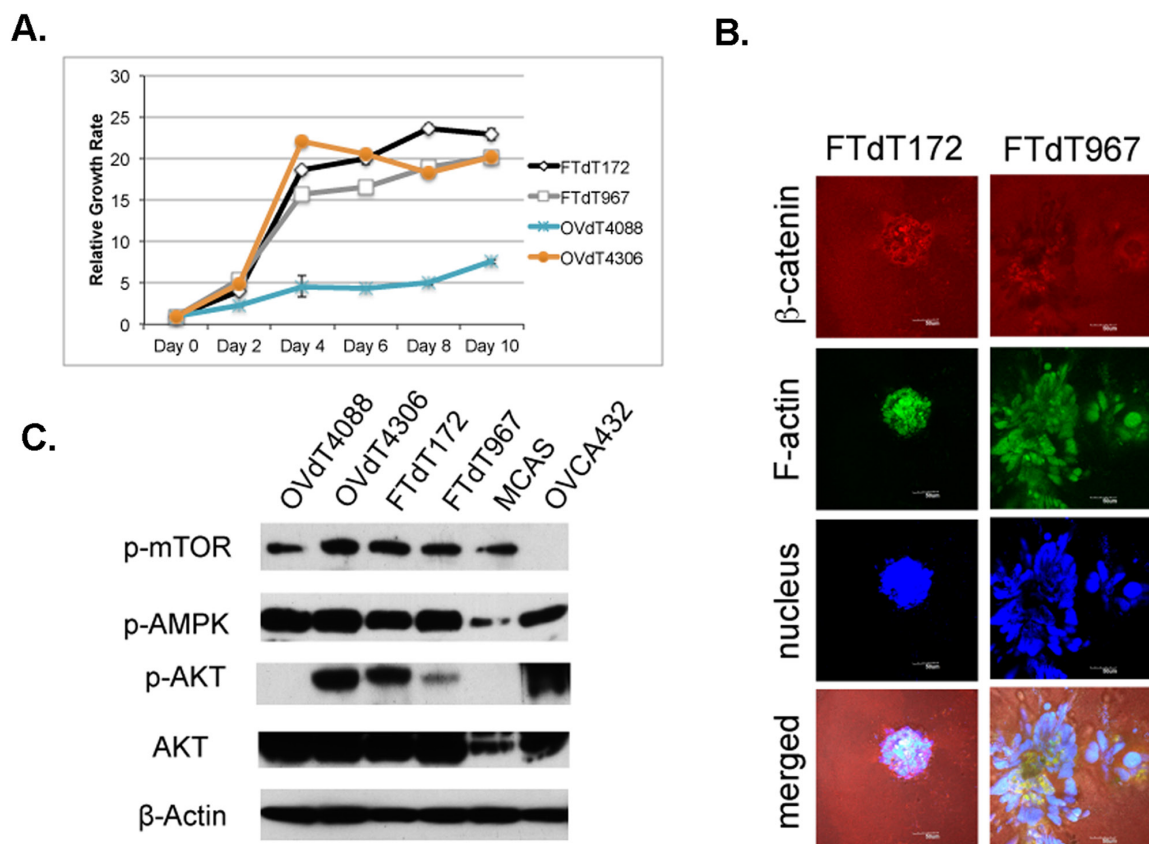 A.
Relative Growth Rate
30
25
20
15
10
5
0
Day 0 Day 2 Day 4 Day 6 Day 8 Day 10
FTdT172
FTdT967
OVdT4088
OVdT4306
B.
FTdT172 FTdT967
β-catenin
F-actin
nucleus
merged
C.
OVdT4088
OVdT4306
FTdT172
FTdT967
MCAS
OVCA432
p-mTOR
p-AMPK
p-AKT
AKT
β-Actin